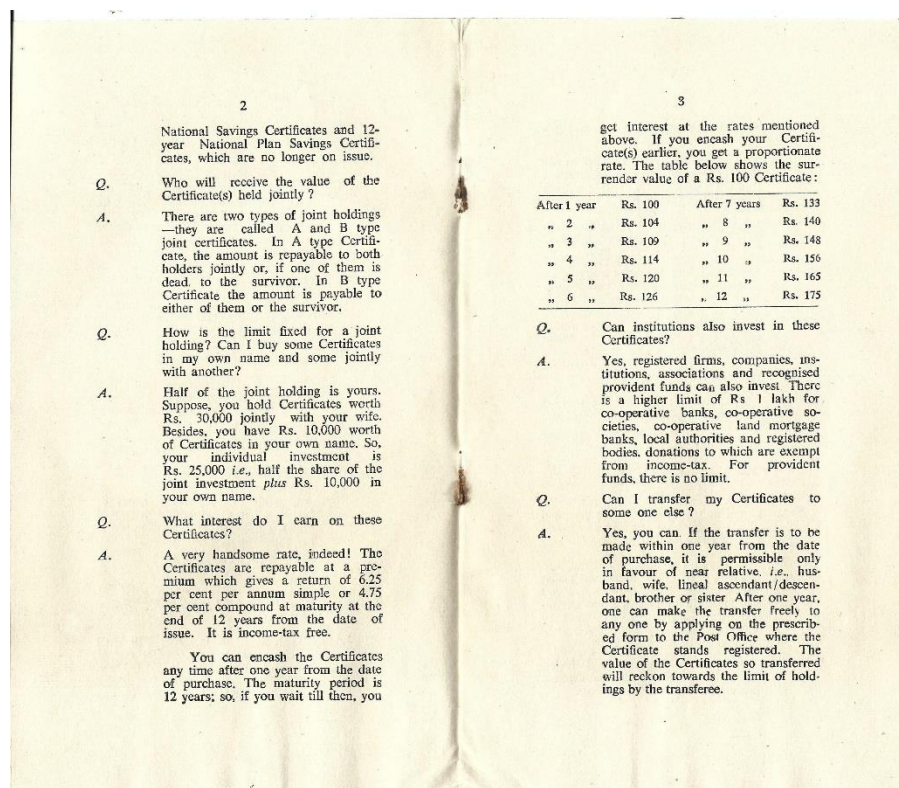 2
National Savings Certificates and 12-
year National Plan Savings Certifi-
cates, which are no longer on issue.
Q. Who will receive the value of the
Certificate(s) held jointly ?
A. There are two types of joint holdings
—they are called A and B type
joint certificates. In A type Certifi-
cate, the amount is repayable to both
holders jointly or, if one of them is
dead. to the survivor. In B type
Certificate the amount is payable to
either of them or the survivor.
Q. How is the limit fixed for a joint
holding? Can I buy some Certificates
in my own name and some jointly
with another?
A. Half of the joint holding is yours.
Suppose, you hold Certificates worth
Rs. 30,000 jointly with your wife.
Besides, you have Rs. 10,000 worth
of Certificates in your own name. So,
your individual investment is
Rs. 25,000 i.e., half the share of the
joint investment plus Rs. 10,000 in
your own name.
Q. What interest do I earn on these
Certificates?
A. A very handsome rate, indeed! The
Certificates are repayable at a pre-
mium which gives a return of 6.25
per cent per annum simple or 4.75
per cent compound at maturity at the
end of 12 years from the date of
issue. It is income-tax free.
You can encash the Certificates
any time after one year from the date
of purchase. The maturity period is
12 years; so, if you wait till then, you
3
get interest at the rates mentioned
above. If you encash your Certifi-
cate(s) earlier, you get a proportionate
rate. The table below shows the sur-
render value of a Rs. 100 Certificate:
After 1 year Rs. 100 After 7 years Rs. 133
„ 2 „ Rs. 104 „ 8 „ Rs. 140
„ 3 „ Rs. 109 „ 9 „ Rs. 148
„ 4 „ Rs. 114 „ 10 „ Rs. 156
„ 5 „ Rs. 120 „ 11 „ Rs. 165
„ 6 „ Rs. 126 „ 12 „ Rs. 175
Q. Can institutions also invest in these
Certificates?
A. Yes, registered firms, companies, ins-
titutions, associations and recognised
provident funds can also invest There
is a higher limit of Rs 1 lakh for
co-operative banks, co-operative so-
cieties, co-operative land mortgage
banks, local authorities and registered
bodies. donations to which are exempt
from income-tax. For provident
funds, there is no limit.
Q. Can I transfer my Certificates to
some one else ?
A. Yes, you can. If the transfer is to be
made within one year from the date
of purchase, it is permissible only
in favour of near relative, i.e., hus-
band, wife, lineal ascendant/descen-
dant, brother or sister After one year,
one can make the transfer freely to
any one by applying on the prescrib-
ed form to the Post Office where the
Certificate stands registered. The
value of the Certificates so transferred
will reckon towards the limit of hold-
ings by the transferee.